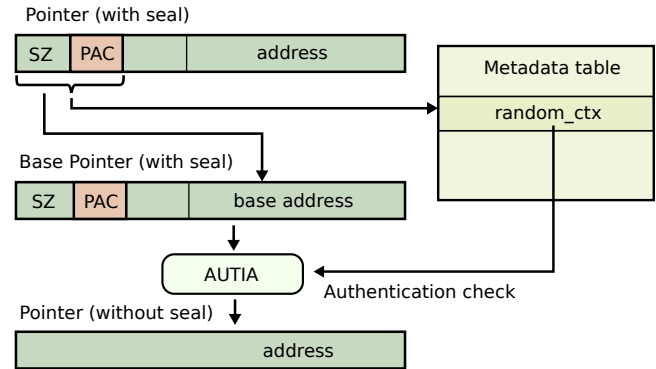 Pointer (with seal)
SZ PAC address
Metadata table
random_ctx
Base Pointer (with seal)
SZ PAC base address
AUTIA
Authentication check
Pointer (without seal)
address